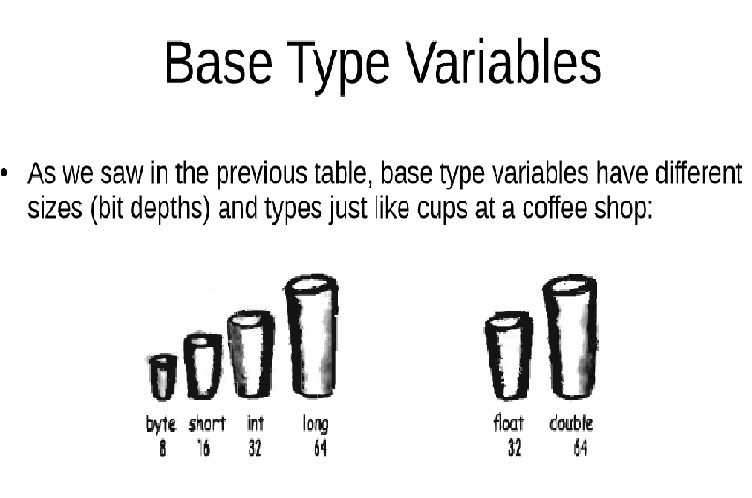 Base Type Variables
• As we saw in the previous table, base type variables have different
sizes (bit depths) and types just like cups at a coffee shop:
byte short int long float double
8 16 32 64 32 64